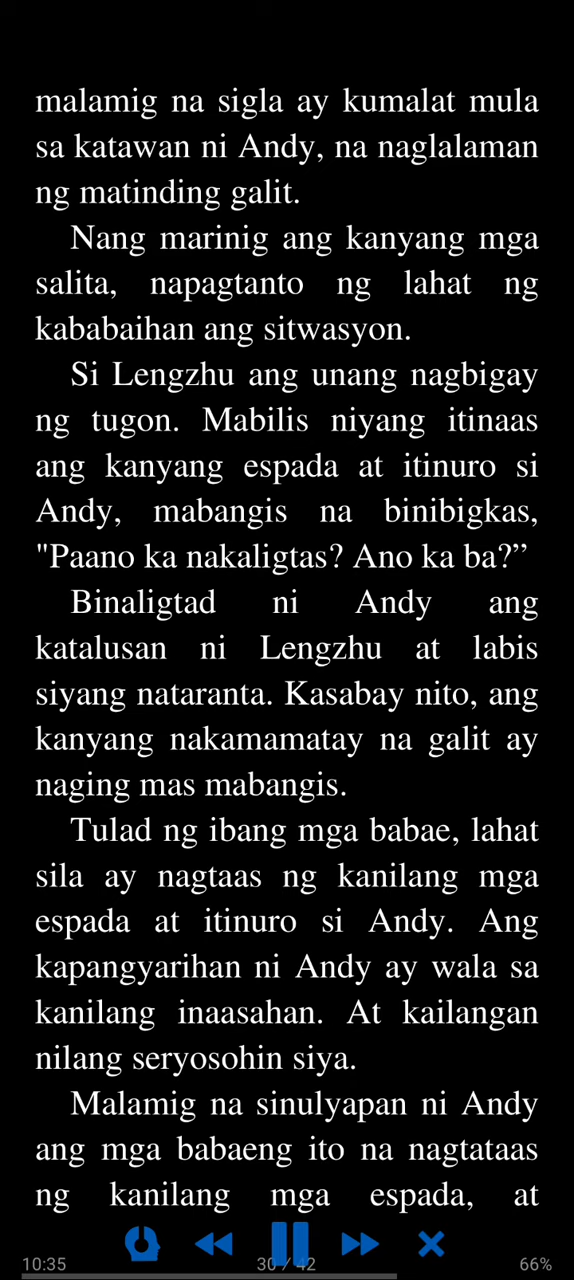 malamig na sigla ay kumalat mula
sa katawan ni Andy, na naglalaman
ng matinding galit.
Nang marinig ang kanyang mga
salita, napagtanto ng lahat ng
kababaihan ang sitwasyon.
Si Lengzhu ang unang nagbigay
ng tugon. Mabilis niyang itinaas
ang kanyang espada at itinuro si
Andy, mabangis na binibigkas,
"Paano ka nakaligtas? Ano ka ba?”
Binaligtad ni Andy ang
katalusan ni Lengzhu at labis
siyang nataranta. Kasabay nito, ang
kanyang nakamamatay na galit ay
naging mas mabangis.
Tulad ng ibang mga babae, lahat
sila ay nagtaas ng kanilang mga
espada at itinuro si Andy. Ang
kapangyarihan ni Andy ay wala sa
kanilang inaasahan. At kailangan
nilang seryosohin siya.
Malamig na sinulyapan ni Andy
ang mga babaeng ito na nagtataas
ng kanilang mga espada, at
10:35 30 / 42 66%